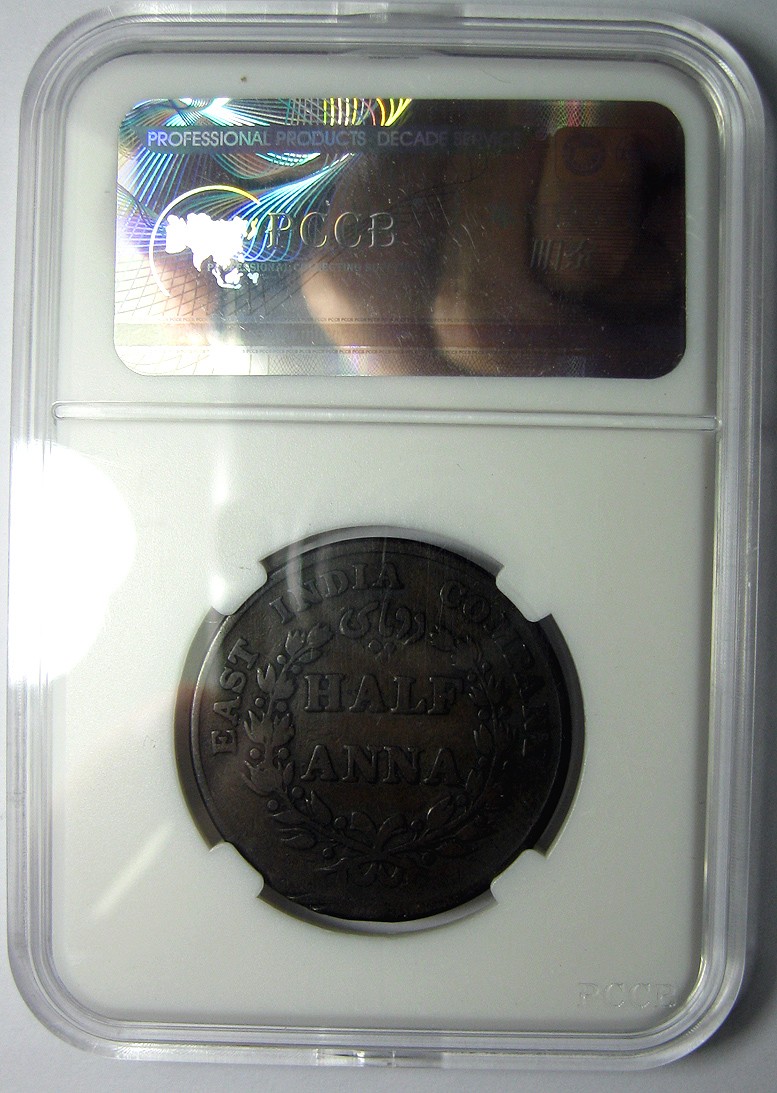 PROFESSIONAL PRODUCTS DECADE SERVICE
PCCB
EAST INDIA COMPANY
HALF
ANNA
PCCB